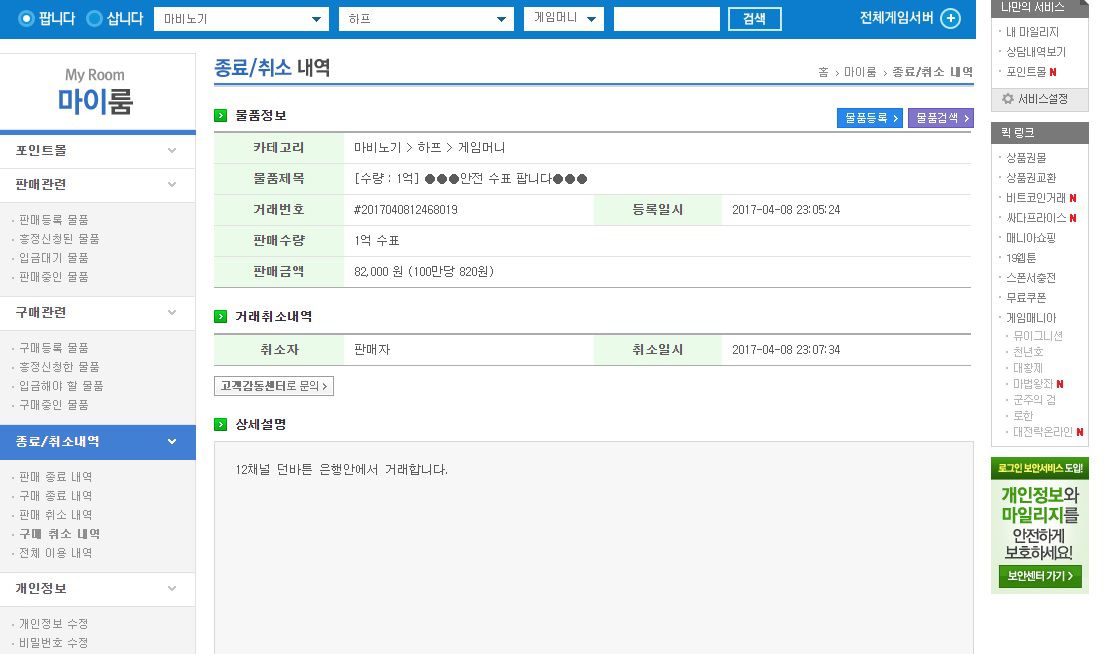 팝니다 삽니다 마비노기 하프 게임머니 검색 전체게임서버
My Room
마이룸
포인트몰
판매관련
· 판매등록 물품
· 흥정신청된 물품
· 입금대기 물품
· 판매중인 물품
구매관련
· 구매등록 물품
· 흥정신청한 물품
· 입금해야 할 물품
· 구매중인 물품
종료/취소내역
· 판매 종료 내역
· 구매 종료 내역
· 판매 취소 내역
· 구매 취소 내역
· 전체 이용 내역
개인정보
· 개인정보 수정
· 비밀번호 수정
종료/취소 내역
홈 > 마이룸 > 종료/취소 내역
물품정보
물품등록 > 물품검색 >
카테고리 마비노기 > 하프 > 게임머니
물품제목 [수량 : 1억] ●●●안전 수표 팝니다●●●
거래번호 #2017040812468019 등록일시 2017-04-08 23:05:24
판매수량 1억 수표
판매금액 82,000 원 (100만당 820원)
거래취소내역
취소자 판매자 취소일시 2017-04-08 23:07:34
고객감동센터로 문의 >
상세설명
12채널 던바튼 은행안에서 거래합니다.
나만의 서비스
· 내 마일리지
· 상담내역보기
· 포인트몰 N
서비스설정
퀵 링크
· 상품권몰
· 상품권교환
· 비트코인거래 N
· 싸다프라이스 N
· 매니아쇼핑
· 19웹툰
· 스폰서충전
· 무료쿠폰
· 게임매니아
· 뮤이그니션
· 천년호
· 대황제
· 마법왕좌 N
· 군주의 검
· 로한
· 대전략온라인 N
로그인 보안서비스 도입!
개인정보와
마일리지를
안전하게
보호하세요!
보안센터 가기 >